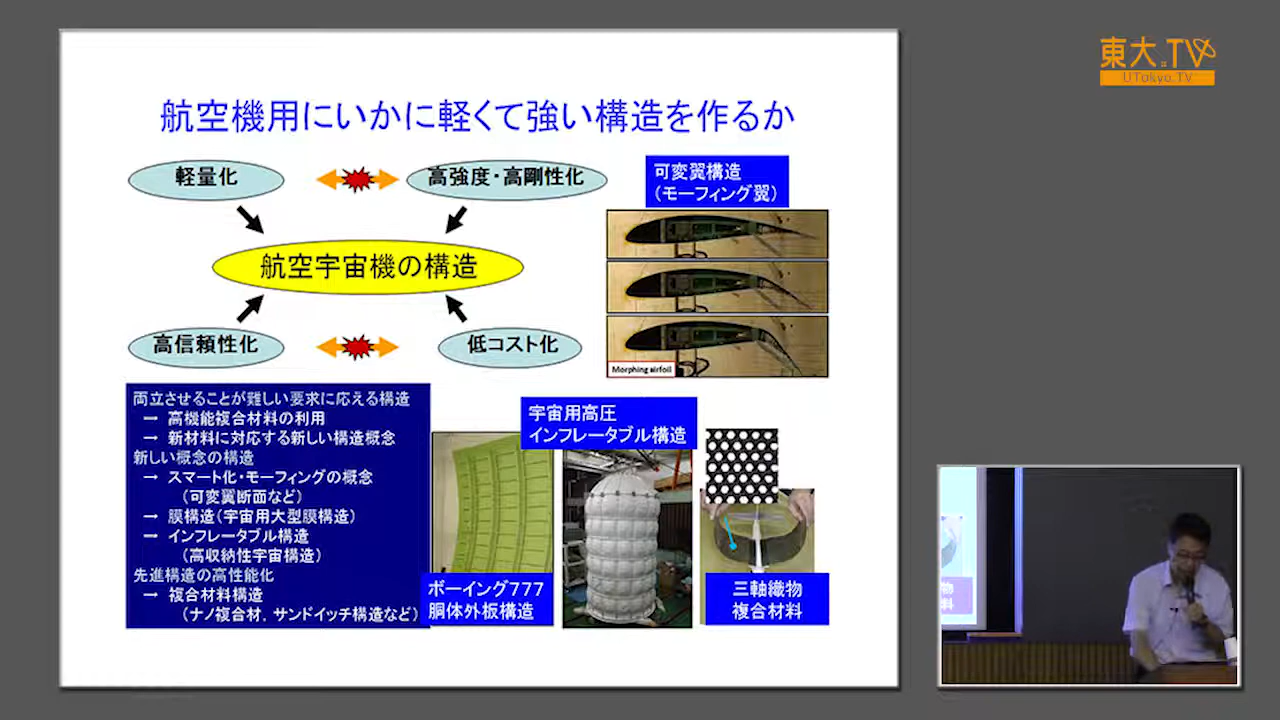 東大.TV
UTokyo.TV
航空機用にいかに軽くて強い構造を作るか
軽量化
高強度・高剛性化
航空宇宙機の構造
高信頼性化
低コスト化
可変翼構造
(モーフィング翼)
Morphing airfoil
両立させることが難しい要求に応える構造
→ 高機能複合材料の利用
→ 新材料に対応する新しい構造概念
新しい概念の構造
→ スマート化・モーフィングの概念
(可変翼断面など)
→ 膜構造(宇宙用大型膜構造)
→ インフレータブル構造
(高収納性宇宙構造)
先進構造の高性能化
→ 複合材料構造
(ナノ複合材, サンドイッチ構造など)
宇宙用高圧
インフレータブル構造
ボーイング777
胴体外板構造
三軸織物
複合材料
物
料